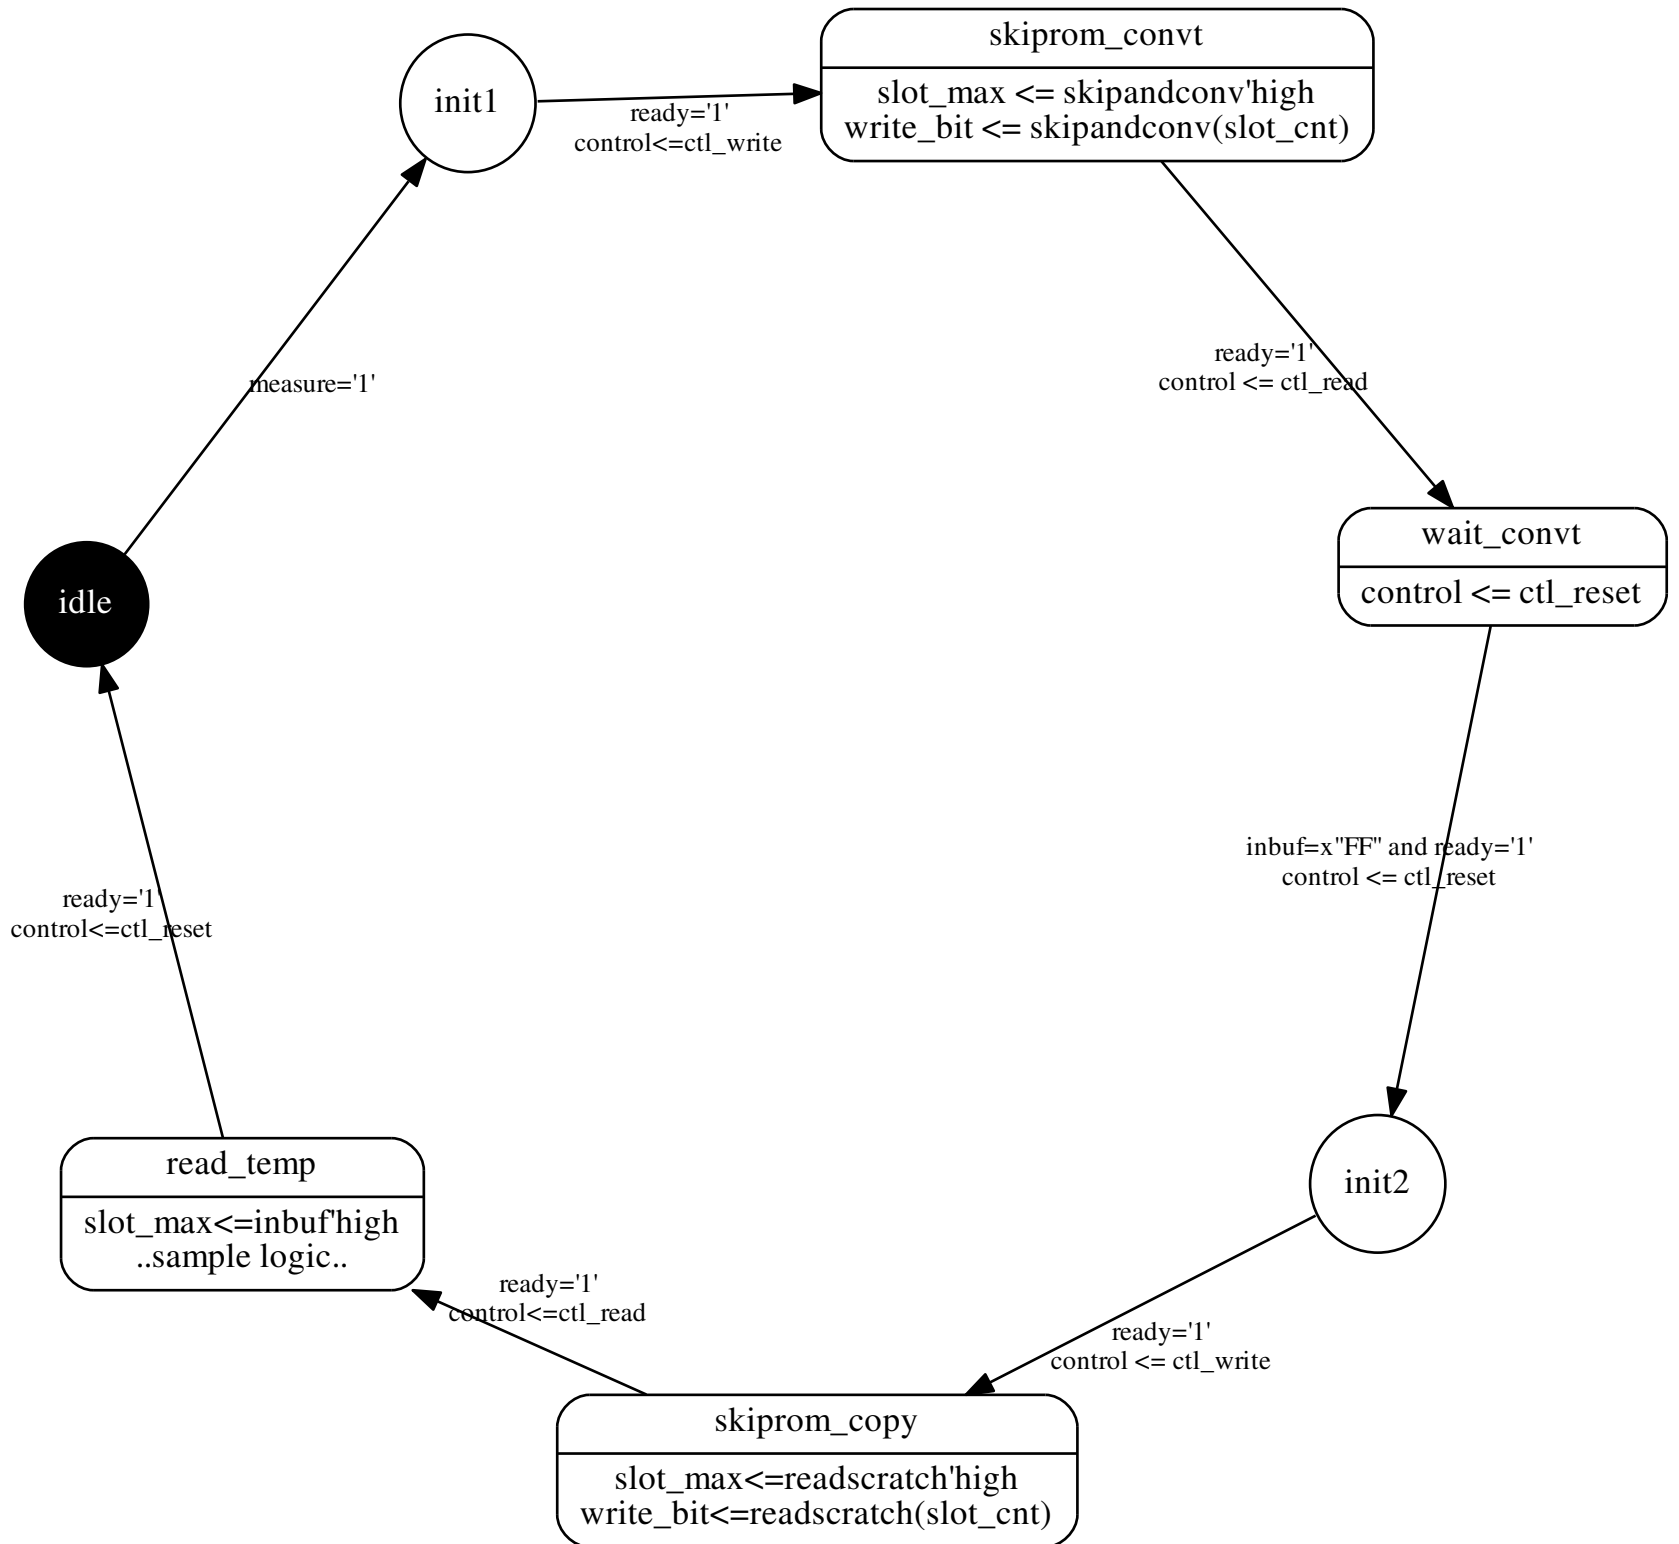 skiprom_convt
slot_max <= skipandconv'high
write_bit <= skipandconv(slot_cnt)
init1
ready='1'
control<=ctl_write
ready='1'
control <= ctl_read
measure='1'
wait_convt
control <= ctl_reset
idle
inbuf=x"FF" and ready='1'
control <= ctl_reset
ready='1'
control<=ctl_reset
read_temp
slot_max<=inbuf'high
..sample logic..
init2
ready='1'
control<=ctl_read
ready='1'
control <= ctl_write
skiprom_copy
slot_max<=readscratch'high
write_bit<=readscratch(slot_cnt)